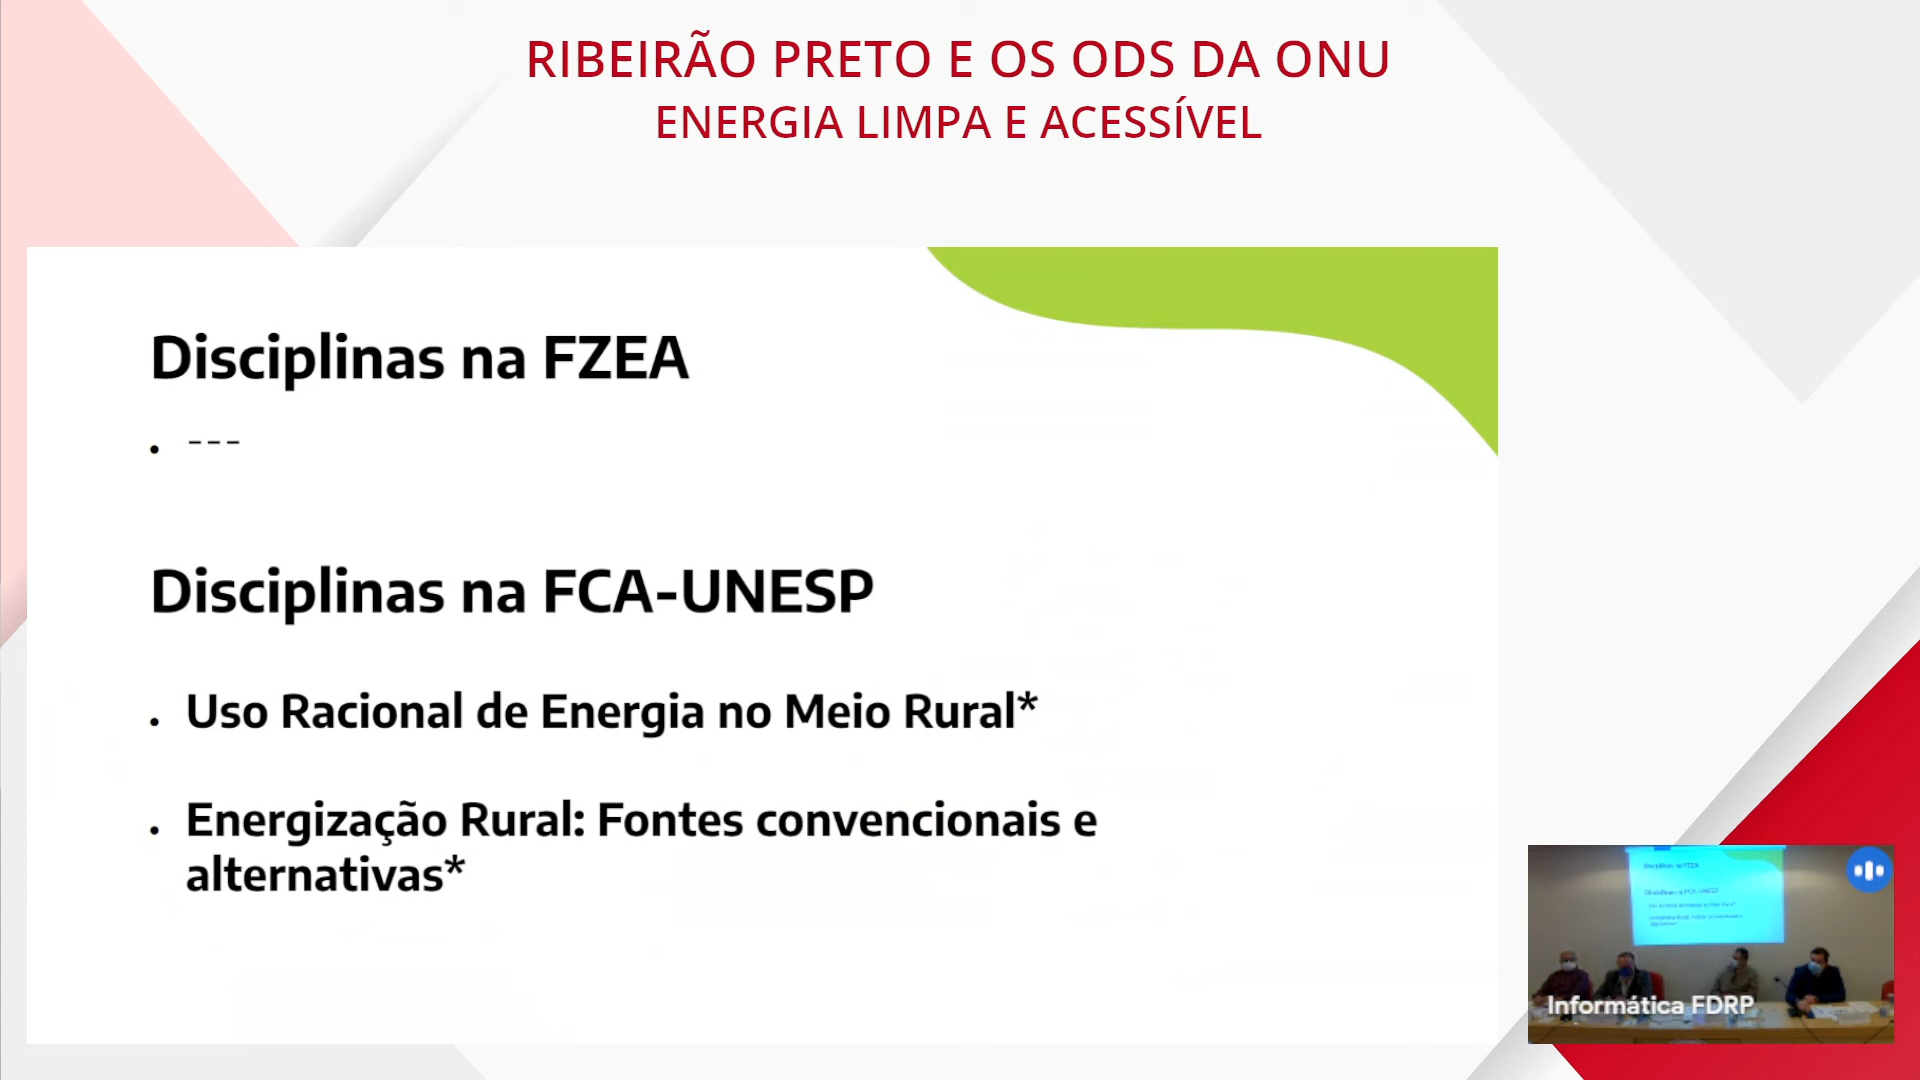 RIBEIRÃO PRETO E OS ODS DA ONU
ENERGIA LIMPA E ACESSÍVEL
Disciplinas na FZEA
• ---
Disciplinas na FCA-UNESP
• Uso Racional de Energia no Meio Rural*
• Energização Rural: Fontes convencionais e
alternativas*
Informática FDRP